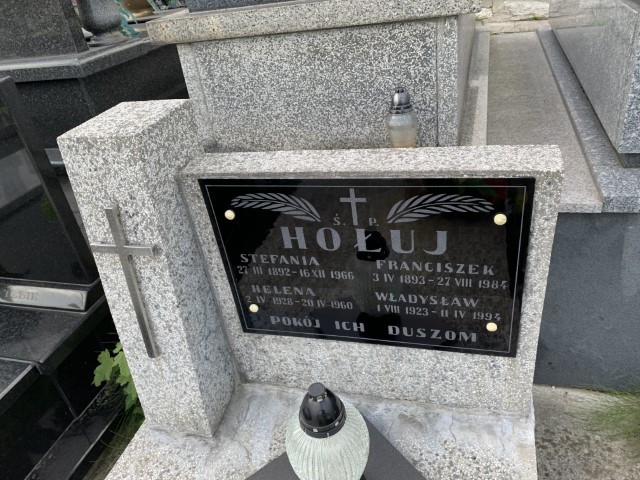 Ś. P.
HOŁUJ
STEFANIA
27 III 1892 - 16 XII 1966
FRANCISZEK
3 IV 1893 - 27 VIII 1984
HELENA
2 IV 1928 - 20 IV 1960
WŁADYSŁAW
1 VIII 1923 - 11 IV 1994
POKÓJ ICH DUSZOM